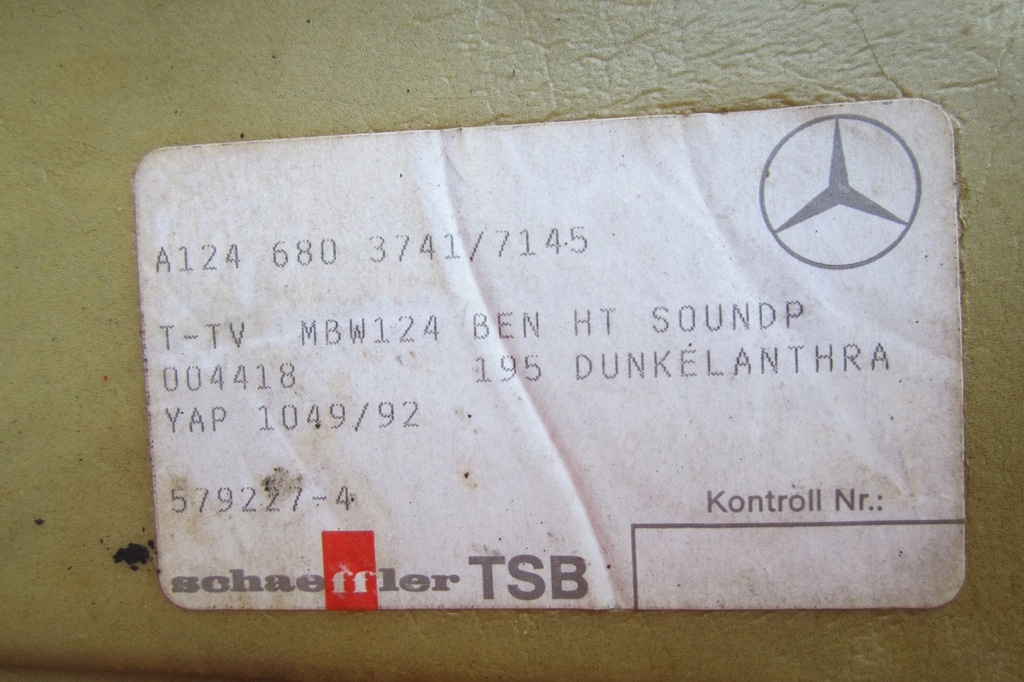 A124 680 3741/7145
T-TV MBW124 BEN HT SOUNDP
004418 195 DUNKELANTHRA
YAP 1049/92
579227-4
Kontroll Nr.:
schaeffler TSB